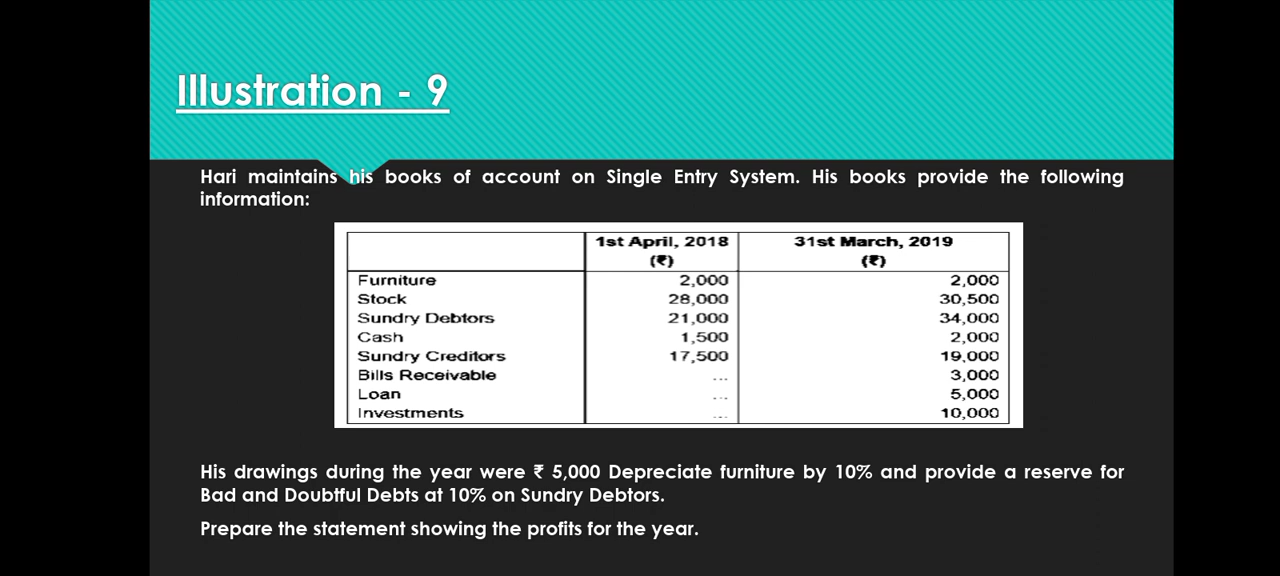 Illustration - 9
Hari maintains his books of account on Single Entry System. His books provide the following
information:
1st April, 2018 31st March, 2019
(₹) (₹)
Furniture 2,000 2,000
Stock 28,000 30,500
Sundry Debtors 21,000 34,000
Cash 1,500 2,000
Sundry Creditors 17,500 19,000
Bills Receivable ... 3,000
Loan ... 5,000
Investments ... 10,000
His drawings during the year were ₹ 5,000 Depreciate furniture by 10% and provide a reserve for
Bad and Doubtful Debts at 10% on Sundry Debtors.
Prepare the statement showing the profits for the year.